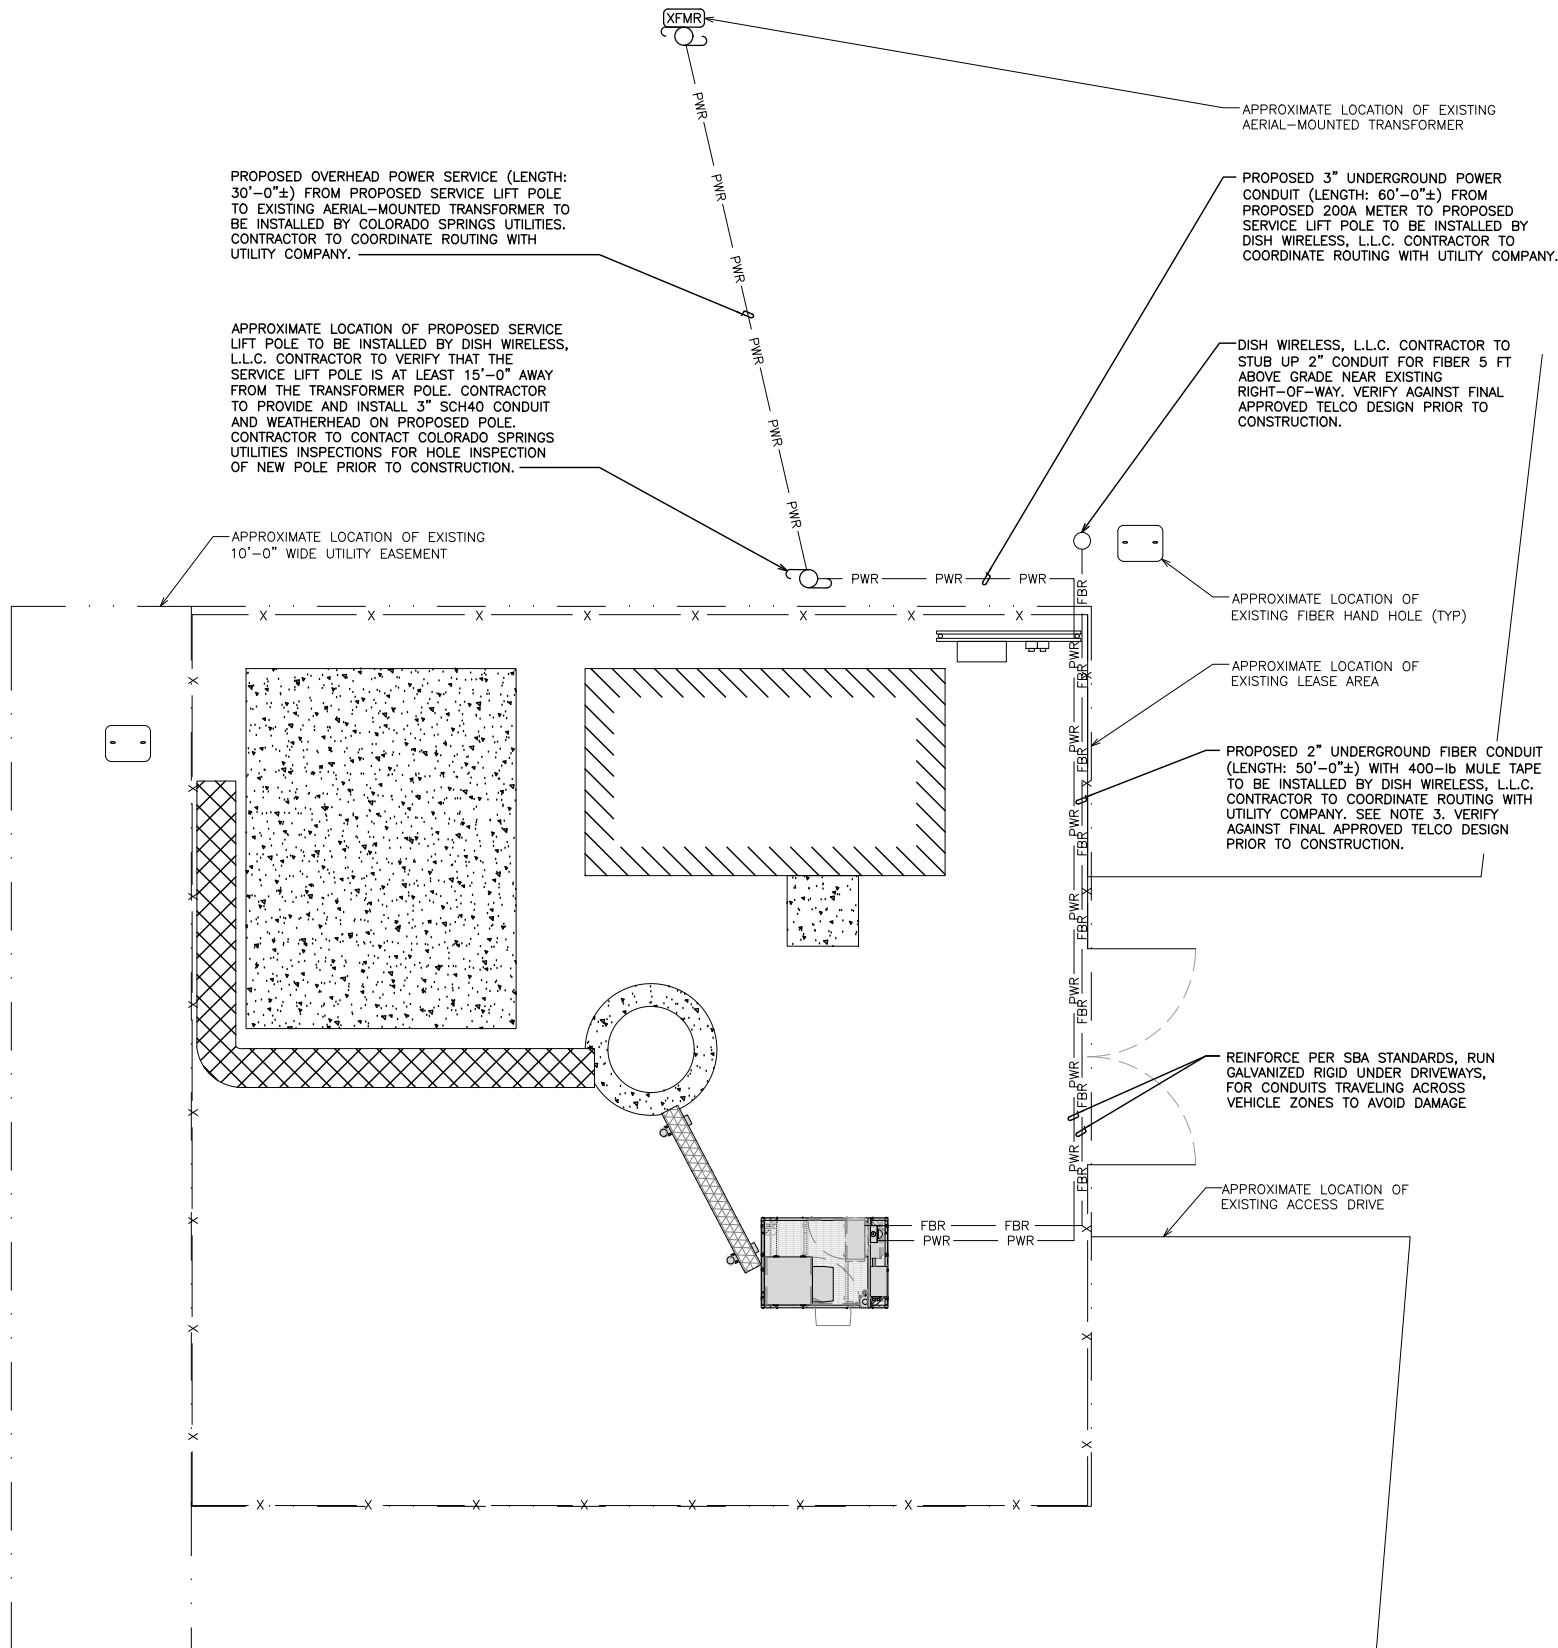 XFMR
APPROXIMATE LOCATION OF EXISTING
AERIAL-MOUNTED TRANSFORMER
PWR
PWR
PWR
PWR
PWR
PWR
PROPOSED OVERHEAD POWER SERVICE (LENGTH:
30'-0"±) FROM PROPOSED SERVICE LIFT POLE
TO EXISTING AERIAL-MOUNTED TRANSFORMER TO
BE INSTALLED BY COLORADO SPRINGS UTILITIES.
CONTRACTOR TO COORDINATE ROUTING WITH
UTILITY COMPANY.
PROPOSED 3" UNDERGROUND POWER
CONDUIT (LENGTH: 60'-0"±) FROM
PROPOSED 200A METER TO PROPOSED
SERVICE LIFT POLE TO BE INSTALLED BY
DISH WIRELESS, L.L.C. CONTRACTOR TO
COORDINATE ROUTING WITH UTILITY COMPANY.
APPROXIMATE LOCATION OF PROPOSED SERVICE
LIFT POLE TO BE INSTALLED BY DISH WIRELESS,
L.L.C. CONTRACTOR TO VERIFY THAT THE
SERVICE LIFT POLE IS AT LEAST 15'-0" AWAY
FROM THE TRANSFORMER POLE. CONTRACTOR
TO PROVIDE AND INSTALL 3" SCH40 CONDUIT
AND WEATHERHEAD ON PROPOSED POLE.
CONTRACTOR TO CONTACT COLORADO SPRINGS
UTILITIES INSPECTIONS FOR HOLE INSPECTION
OF NEW POLE PRIOR TO CONSTRUCTION.
DISH WIRELESS, L.L.C. CONTRACTOR TO
STUB UP 2" CONDUIT FOR FIBER 5 FT
ABOVE GRADE NEAR EXISTING
RIGHT-OF-WAY. VERIFY AGAINST FINAL
APPROVED TELCO DESIGN PRIOR TO
CONSTRUCTION.
APPROXIMATE LOCATION OF EXISTING
10'-0" WIDE UTILITY EASEMENT
PWR PWR PWR
FBR
APPROXIMATE LOCATION OF
EXISTING FIBER HAND HOLE (TYP)
X X X X X X X X
PWR
FBR
APPROXIMATE LOCATION OF
EXISTING LEASE AREA
X X
PWR
FBR
PROPOSED 2" UNDERGROUND FIBER CONDUIT
(LENGTH: 50'-0"±) WITH 400-lb MULE TAPE
TO BE INSTALLED BY DISH WIRELESS, L.L.C.
CONTRACTOR TO COORDINATE ROUTING WITH
UTILITY COMPANY. SEE NOTE 3. VERIFY
AGAINST FINAL APPROVED TELCO DESIGN
PRIOR TO CONSTRUCTION.
X X
PWR
FBR
X X
PWR
FBR
X
PWR
FBR
PWR
FBR
REINFORCE PER SBA STANDARDS, RUN
GALVANIZED RIGID UNDER DRIVEWAYS,
FOR CONDUITS TRAVELING ACROSS
VEHICLE ZONES TO AVOID DAMAGE
X
PWR
FBR
APPROXIMATE LOCATION OF
EXISTING ACCESS DRIVE
X X
FBR FBR
PWR PWR
X X
X X
X X X X X X X X